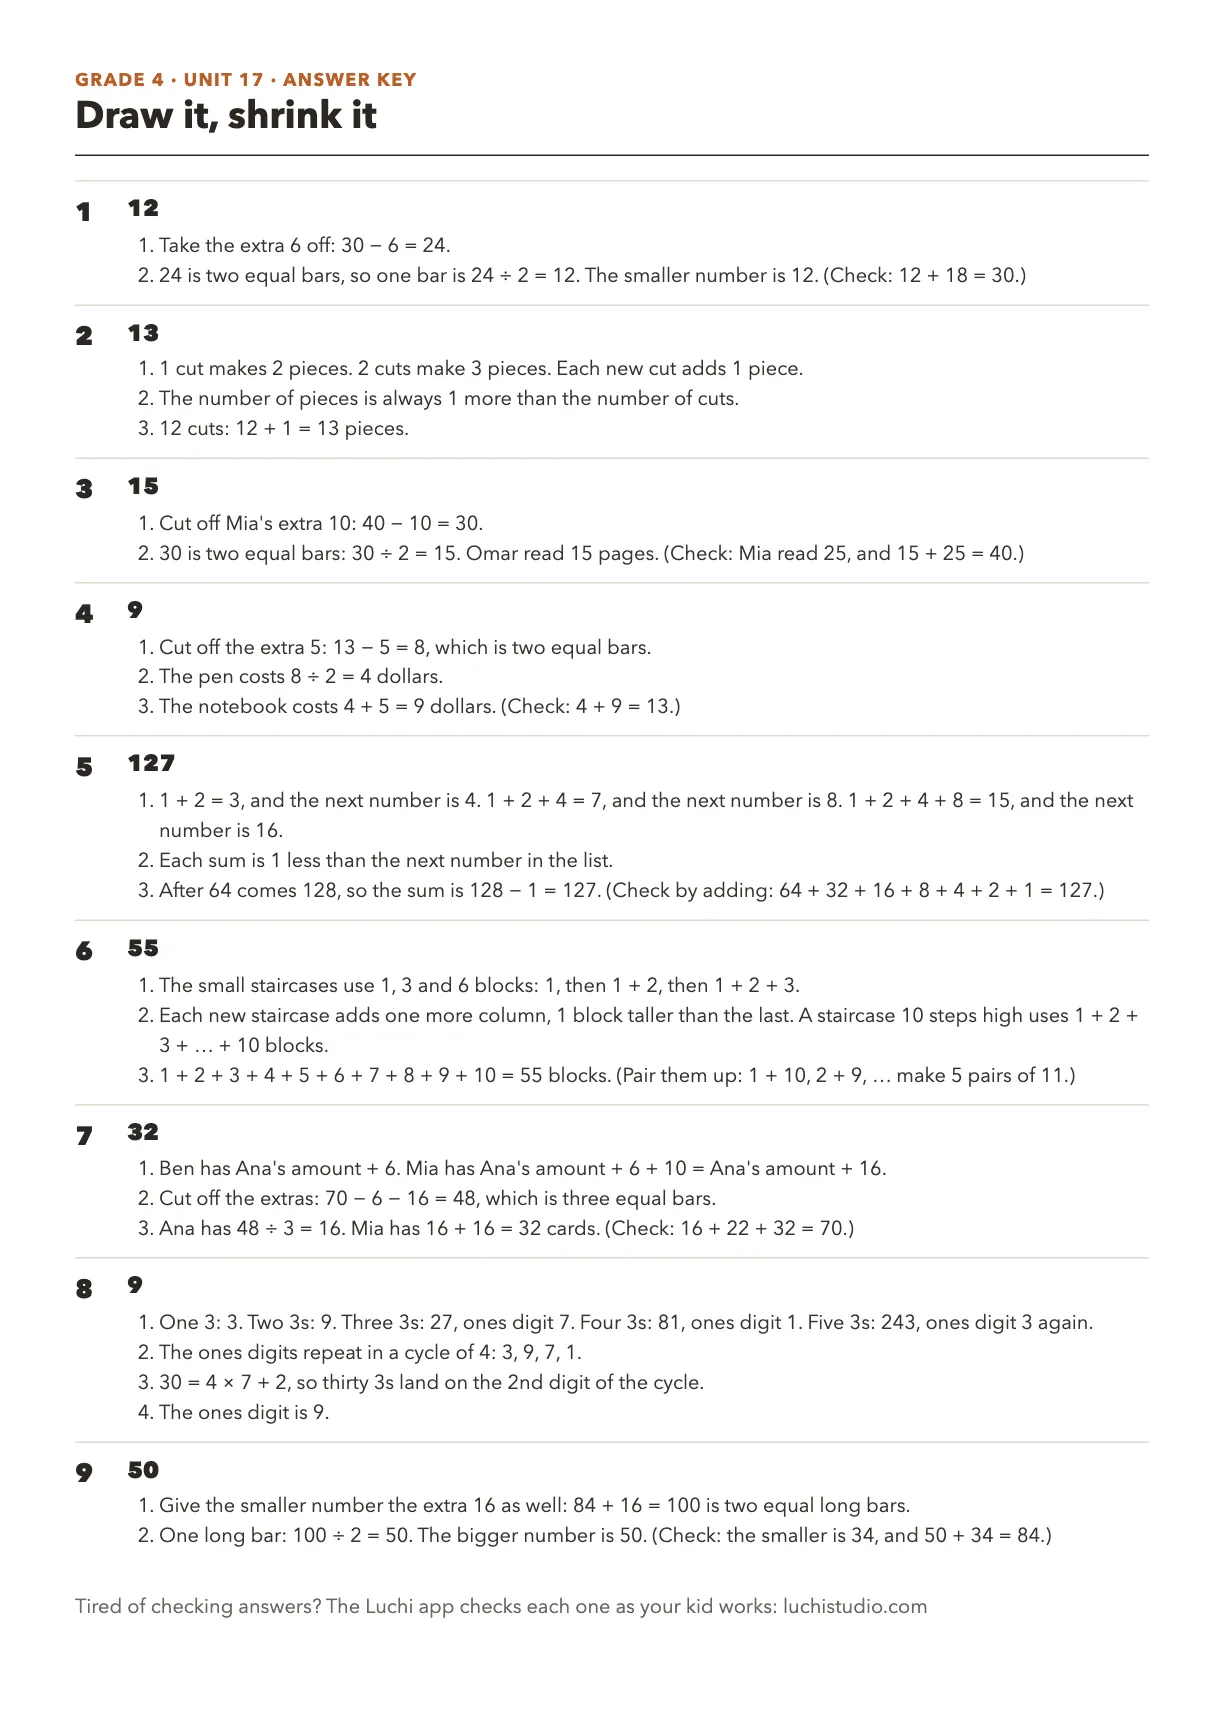 GRADE 4 · UNIT 17 · ANSWER KEY
Draw it, shrink it
1 12
1. Take the extra 6 off: 30 − 6 = 24.
2. 24 is two equal bars, so one bar is 24 ÷ 2 = 12. The smaller number is 12. (Check: 12 + 18 = 30.)
2 13
1. 1 cut makes 2 pieces. 2 cuts make 3 pieces. Each new cut adds 1 piece.
2. The number of pieces is always 1 more than the number of cuts.
3. 12 cuts: 12 + 1 = 13 pieces.
3 15
1. Cut off Mia's extra 10: 40 − 10 = 30.
2. 30 is two equal bars: 30 ÷ 2 = 15. Omar read 15 pages. (Check: Mia read 25, and 15 + 25 = 40.)
4 9
1. Cut off the extra 5: 13 − 5 = 8, which is two equal bars.
2. The pen costs 8 ÷ 2 = 4 dollars.
3. The notebook costs 4 + 5 = 9 dollars. (Check: 4 + 9 = 13.)
5 127
1. 1 + 2 = 3, and the next number is 4. 1 + 2 + 4 = 7, and the next number is 8. 1 + 2 + 4 + 8 = 15, and the next
number is 16.
2. Each sum is 1 less than the next number in the list.
3. After 64 comes 128, so the sum is 128 − 1 = 127. (Check by adding: 64 + 32 + 16 + 8 + 4 + 2 + 1 = 127.)
6 55
1. The small staircases use 1, 3 and 6 blocks: 1, then 1 + 2, then 1 + 2 + 3.
2. Each new staircase adds one more column, 1 block taller than the last. A staircase 10 steps high uses 1 + 2 +
3 + … + 10 blocks.
3. 1 + 2 + 3 + 4 + 5 + 6 + 7 + 8 + 9 + 10 = 55 blocks. (Pair them up: 1 + 10, 2 + 9, … make 5 pairs of 11.)
7 32
1. Ben has Ana's amount + 6. Mia has Ana's amount + 6 + 10 = Ana's amount + 16.
2. Cut off the extras: 70 − 6 − 16 = 48, which is three equal bars.
3. Ana has 48 ÷ 3 = 16. Mia has 16 + 16 = 32 cards. (Check: 16 + 22 + 32 = 70.)
8 9
1. One 3: 3. Two 3s: 9. Three 3s: 27, ones digit 7. Four 3s: 81, ones digit 1. Five 3s: 243, ones digit 3 again.
2. The ones digits repeat in a cycle of 4: 3, 9, 7, 1.
3. 30 = 4 × 7 + 2, so thirty 3s land on the 2nd digit of the cycle.
4. The ones digit is 9.
9 50
1. Give the smaller number the extra 16 as well: 84 + 16 = 100 is two equal long bars.
2. One long bar: 100 ÷ 2 = 50. The bigger number is 50. (Check: the smaller is 34, and 50 + 34 = 84.)
Tired of checking answers? The Luchi app checks each one as your kid works: luchistudio.com